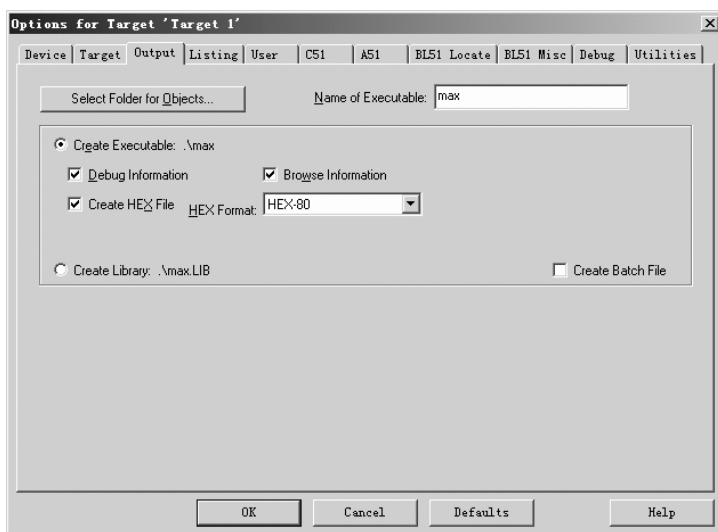 Options for Target 'Target 1'
Device Target Output Listing User C51 A51 BL51 Locate BL51 Misc Debug Utilities
Select Folder for Objects... Name of Executable: max
Create Executable: .\max
Debug Information Browse Information
Create HEX File HEX Format: HEX-80
Create Library: .\max.LIB Create Batch File
OK Cancel Defaults Help